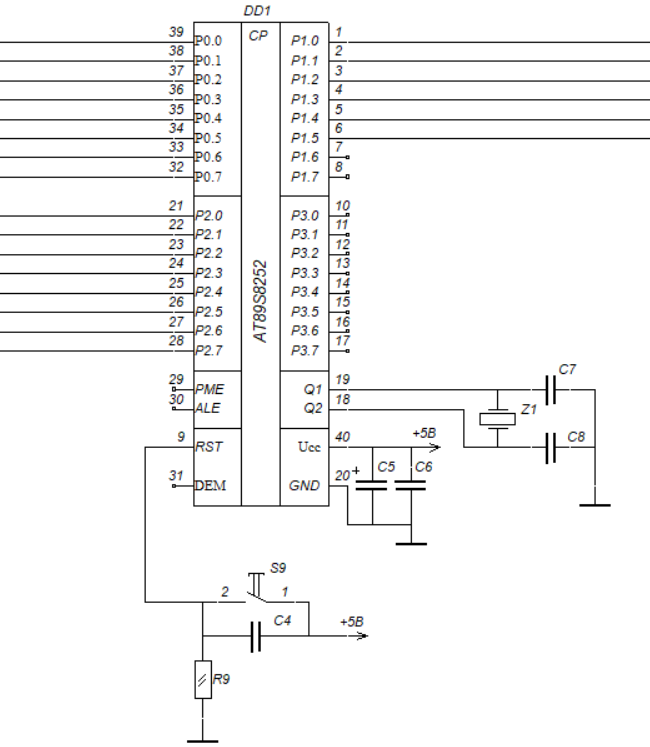 DD1
39 P0.0 CP P1.0 1
38 P0.1 P1.1 2
37 P0.2 P1.2 3
36 P0.3 P1.3 4
35 P0.4 P1.4 5
34 P0.5 P1.5 6
33 P0.6 P1.6 7
32 P0.7 P1.7 8
21 P2.0 P3.0 10
22 P2.1 P3.1 11
23 P2.2 P3.2 12
24 P2.3 P3.3 13
25 P2.4 P3.4 14
26 P2.5 P3.5 15
27 P2.6 P3.6 16
28 P2.7 P3.7 17
AT89S8252
29 PME Q1 19 C7
30 ALE Q2 18 Z1
9 RST Ucc 40 +5В C8
31 DEM GND 20 + C5 C6
S9
2 1
C4 +5В
R9